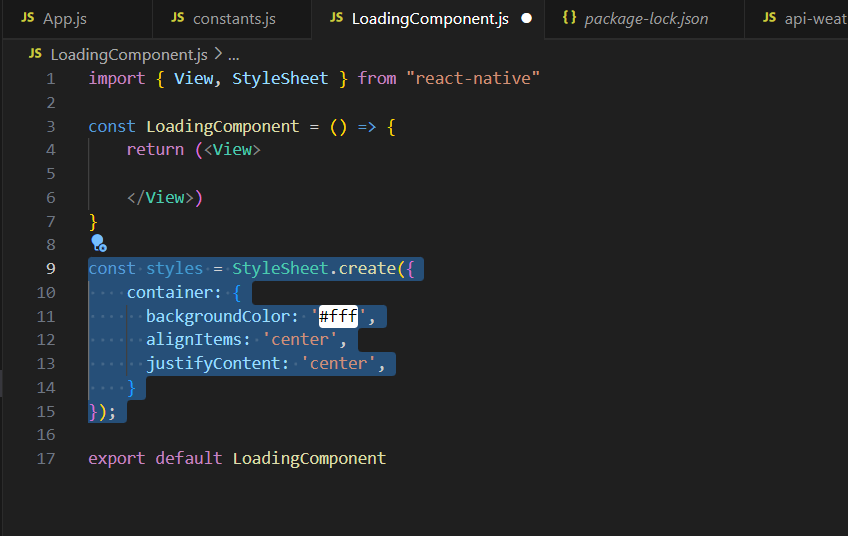 JS App.js JS constants.js JS LoadingComponent.js {} package-lock.json JS api-weat
JS LoadingComponent.js > ...
1 import { View, StyleSheet } from "react-native"
2
3 const LoadingComponent = () => {
4 return (<View>
5
6 </View>)
7 }
8
9 const styles = StyleSheet.create({
10 container: {
11 backgroundColor: '#fff',
12 alignItems: 'center',
13 justifyContent: 'center',
14 }
15 });
16
17 export default LoadingComponent